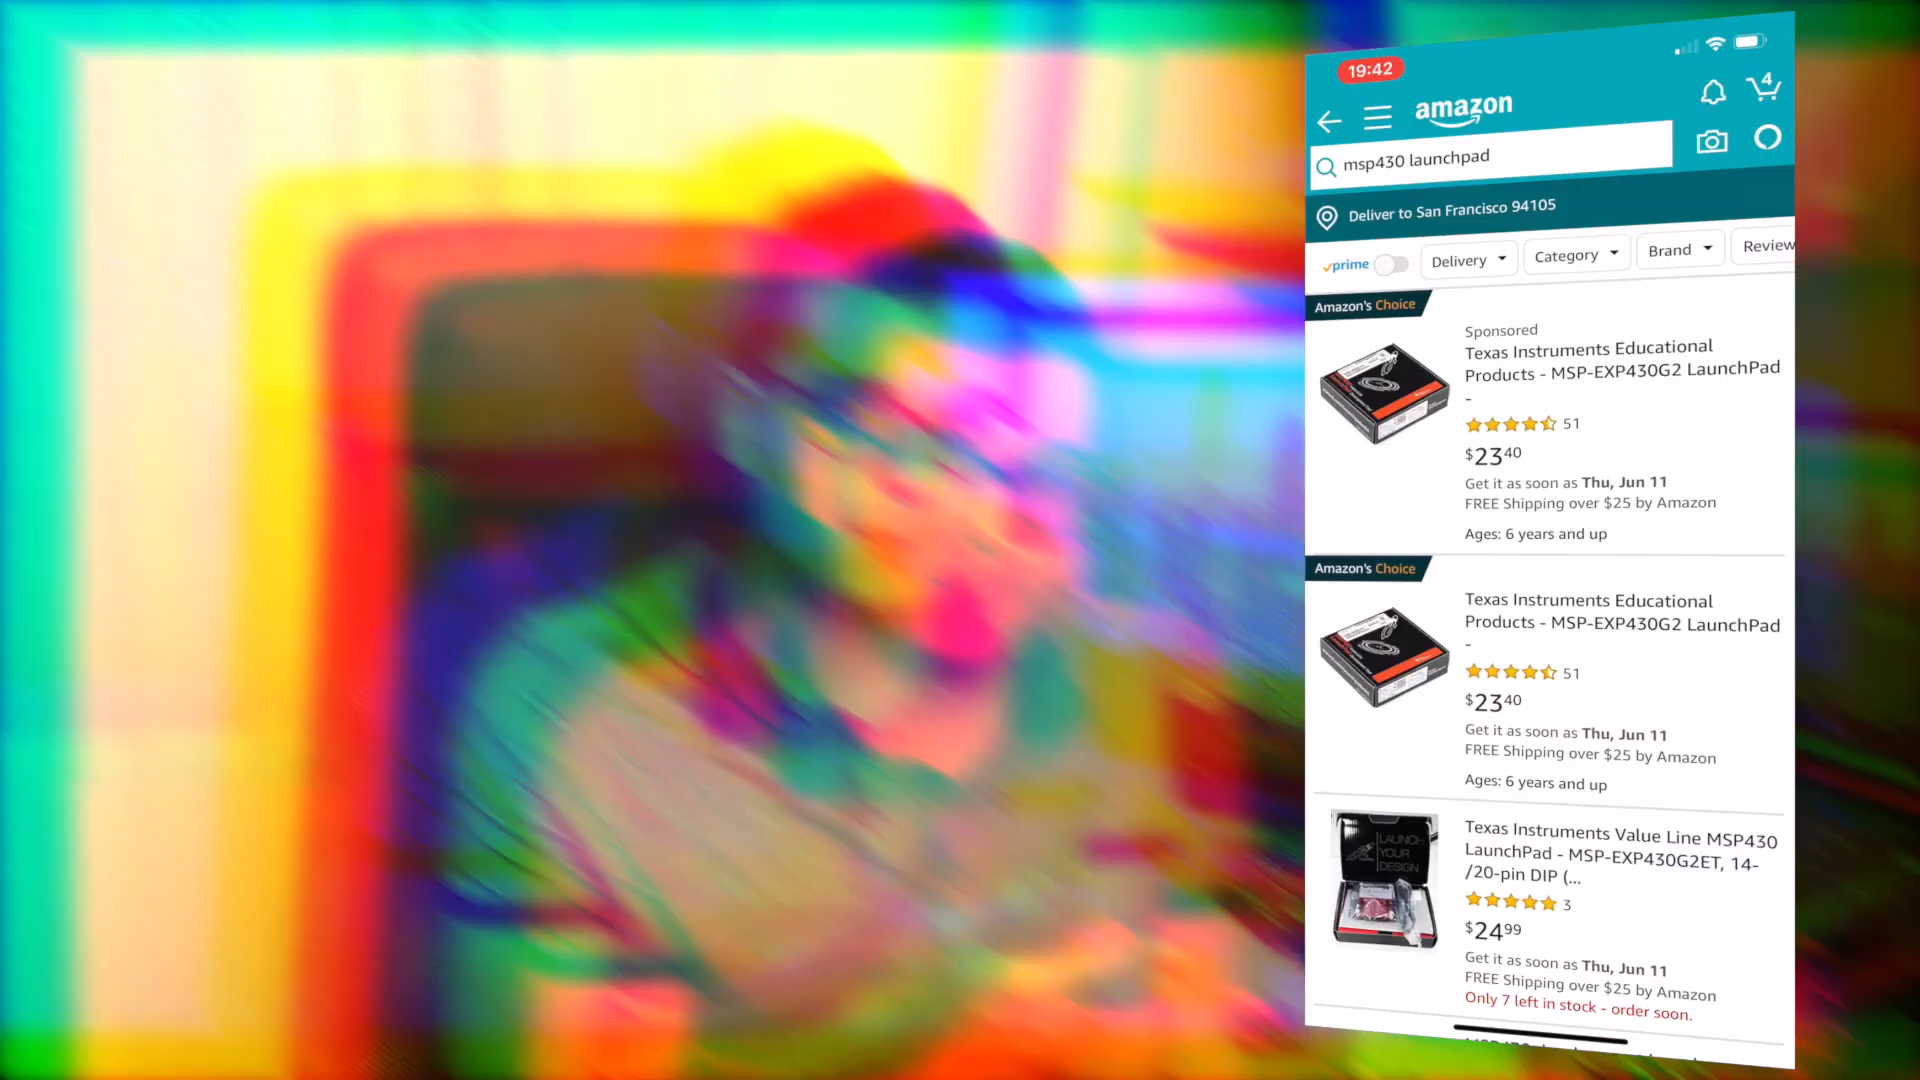 19:42
amazon
4
msp430 launchpad
Deliver to San Francisco 94105
prime
Delivery
Category
Brand
Review
Amazon's Choice
Sponsored
Texas Instruments Educational
Products - MSP-EXP430G2 LaunchPad
-
51
$2340
Get it as soon as Thu, Jun 11
FREE Shipping over $25 by Amazon
Ages: 6 years and up
Amazon's Choice
Texas Instruments Educational
Products - MSP-EXP430G2 LaunchPad
-
51
$2340
Get it as soon as Thu, Jun 11
FREE Shipping over $25 by Amazon
Ages: 6 years and up
LAUNCH
YOUR
DESIGN
Texas Instruments Value Line MSP430
LaunchPad - MSP-EXP430G2ET, 14-
/20-pin DIP (...
3
$2499
Get it as soon as Thu, Jun 11
FREE Shipping over $25 by Amazon
Only 7 left in stock - order soon.